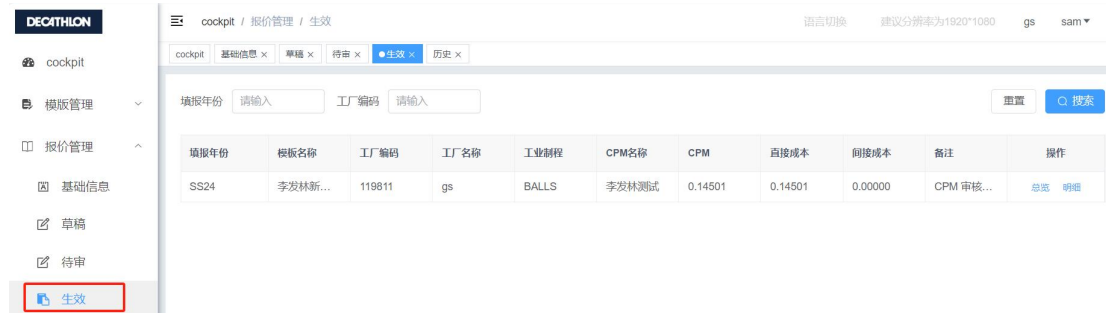 DECATHLON
cockpit / 报价管理 / 生效
语言切换 建议分辨率为1920*1080 gs sam
cockpit 基础信息 × 草稿 × 待审 × 生效 × 历史 ×
cockpit
模版管理
报价管理
基础信息
草稿
待审
生效
填报年份 请输入 工厂编码 请输入 重置 搜索
填报年份 模板名称 工厂编码 工厂名称 工业制程 CPM名称 CPM 直接成本 间接成本 备注 操作
SS24 李发林新... 119811 gs BALLS 李发林测试 0.14501 0.14501 0.00000 CPM 审核... 总览 明细